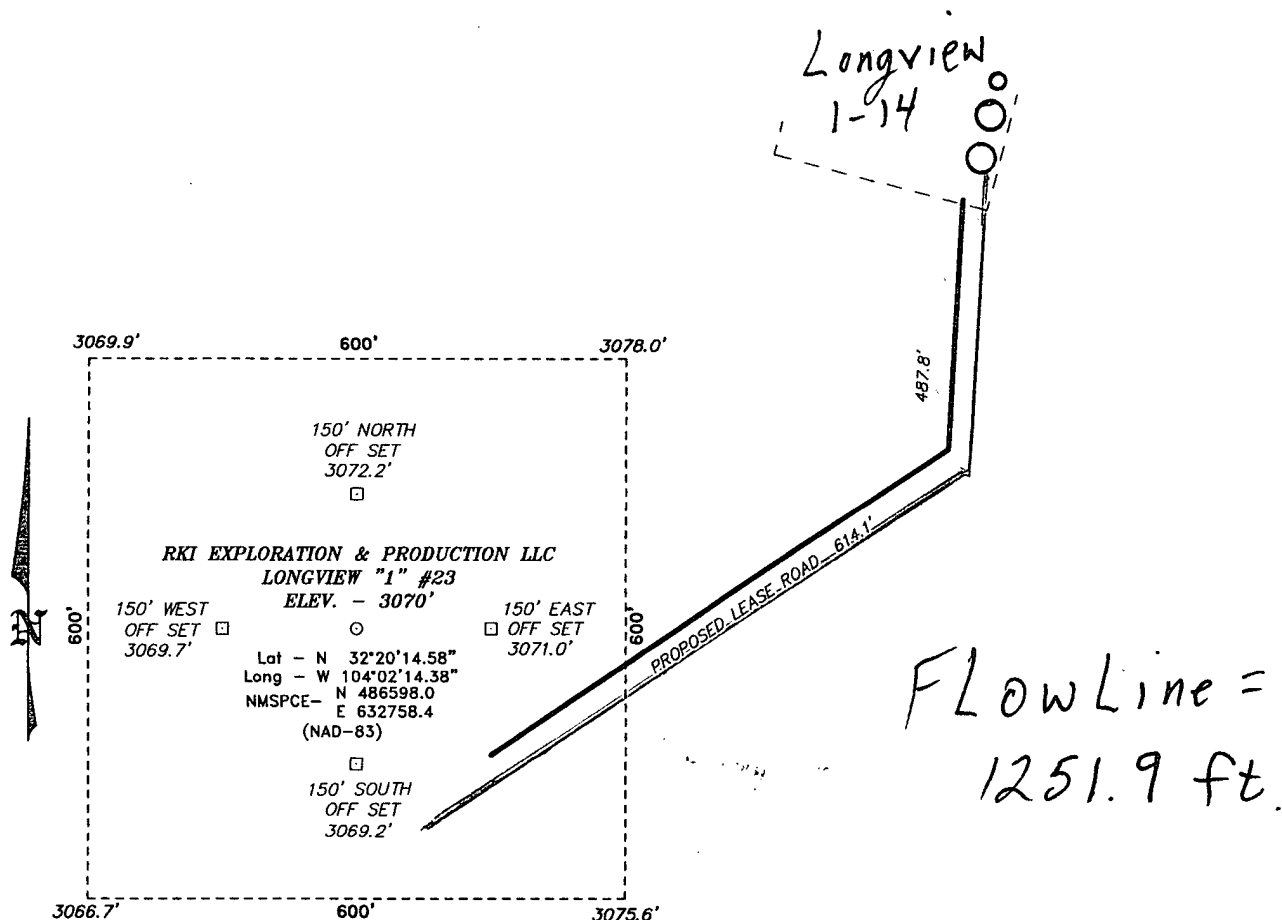 Longview
1-14
3069.9'
600'
3078.0'
487.8'
150' NORTH
OFF SET
3072.2'
RKI EXPLORATION & PRODUCTION LLC
LONGVIEW "1" #23
ELEV. - 3070'
600'
150' WEST
OFF SET
3069.7'
150' EAST
OFF SET
3071.0'
600'
PROPOSED LEASE ROAD 614.1'
Lat - N 32°20'14.58"
Long - W 104°02'14.38"
NMSPCE- N 486598.0
E 632758.4
(NAD-83)
FLowLine =
1251.9 ft.
150' SOUTH
OFF SET
3069.2'
3066.7'
600'
3075.6'
N